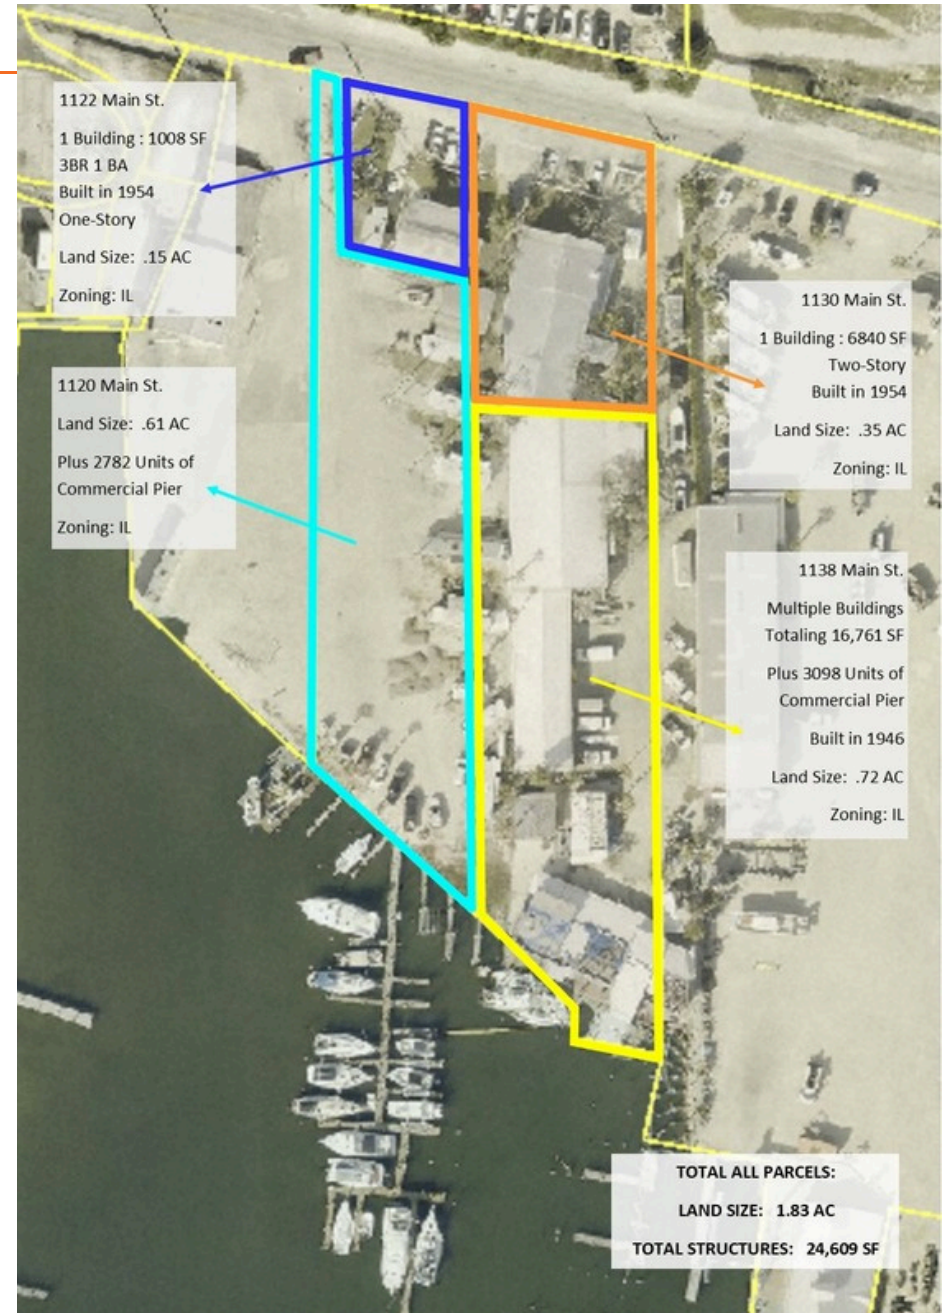 1122 Main St.
1 Building : 1008 SF
3BR 1 BA
Built in 1954
One-Story
Land Size: .15 AC
Zoning: IL
1120 Main St.
Land Size: .61 AC
Plus 2782 Units of
Commercial Pier
Zoning: IL
1130 Main St.
1 Building : 6840 SF
Two-Story
Built in 1954
Land Size: .35 AC
Zoning: IL
1138 Main St.
Multiple Buildings
Totaling 16,761 SF
Plus 3098 Units of
Commercial Pier
Built in 1946
Land Size: .72 AC
Zoning: IL
TOTAL ALL PARCELS:
LAND SIZE: 1.83 AC
TOTAL STRUCTURES: 24,609 SF